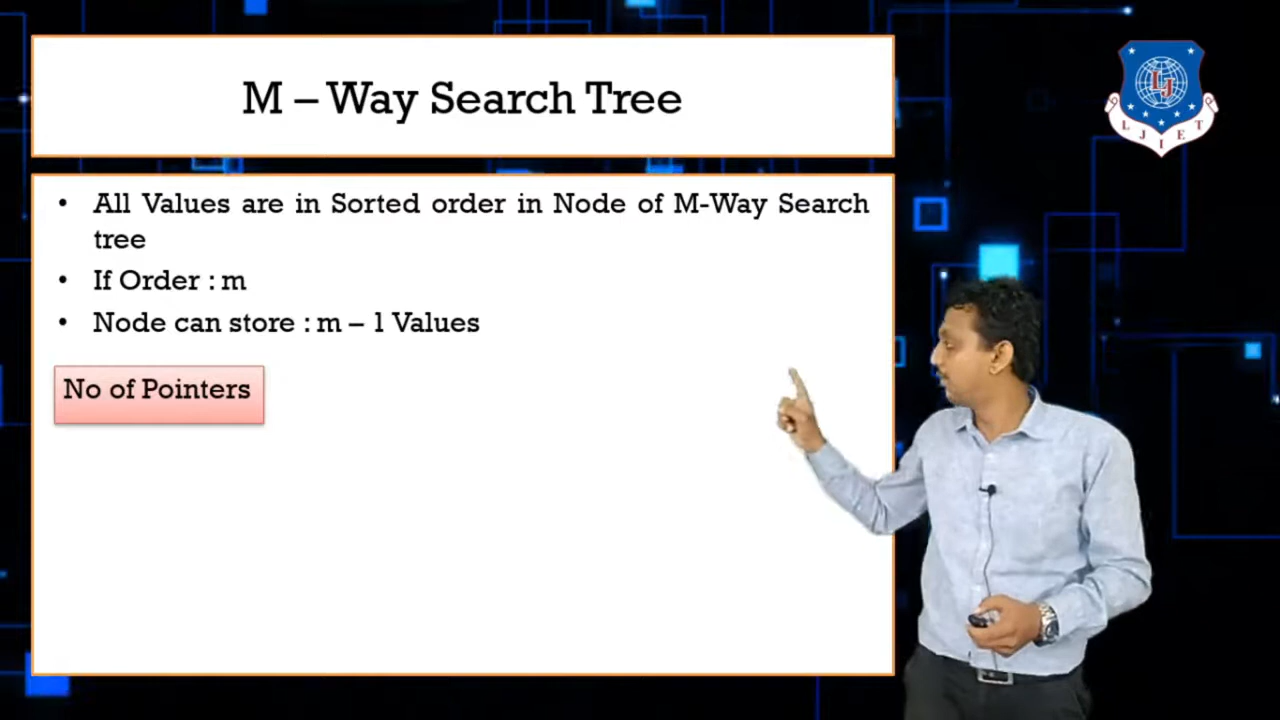 M – Way Search Tree
• All Values are in Sorted order in Node of M-Way Search
tree
• If Order : m
• Node can store : m – 1 Values
No of Pointers
LJ
L J I E T